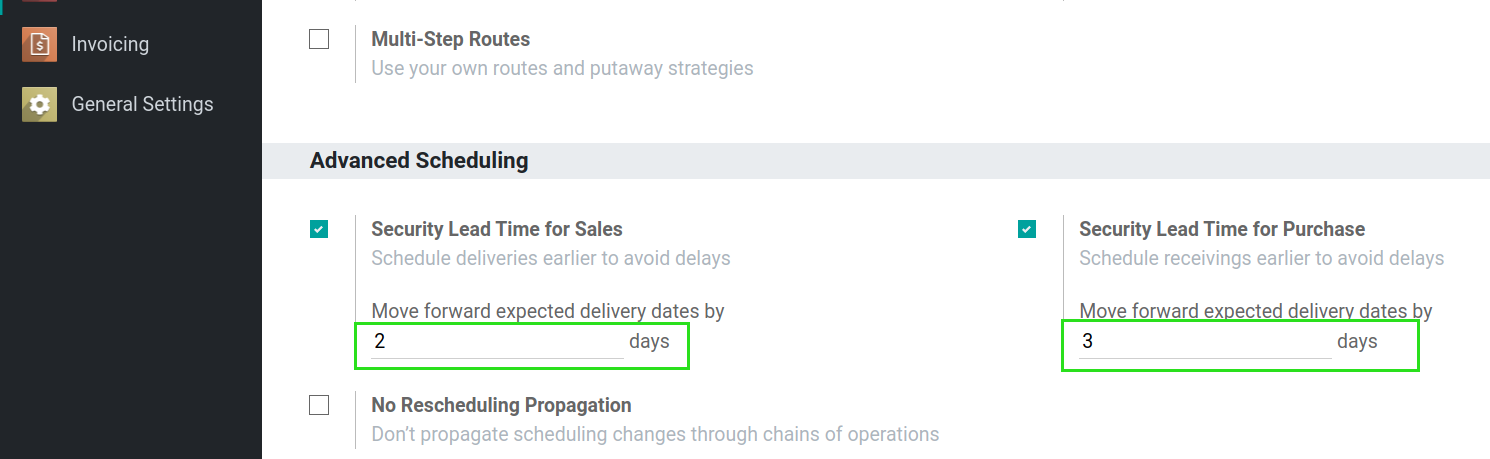 Invoicing
General Settings
Multi-Step Routes
Use your own routes and putaway strategies
Advanced Scheduling
Security Lead Time for Sales
Schedule deliveries earlier to avoid delays
Move forward expected delivery dates by
2 days
Security Lead Time for Purchase
Schedule receivings earlier to avoid delays
Move forward expected delivery dates by
3 days
No Rescheduling Propagation
Don’t propagate scheduling changes through chains of operations